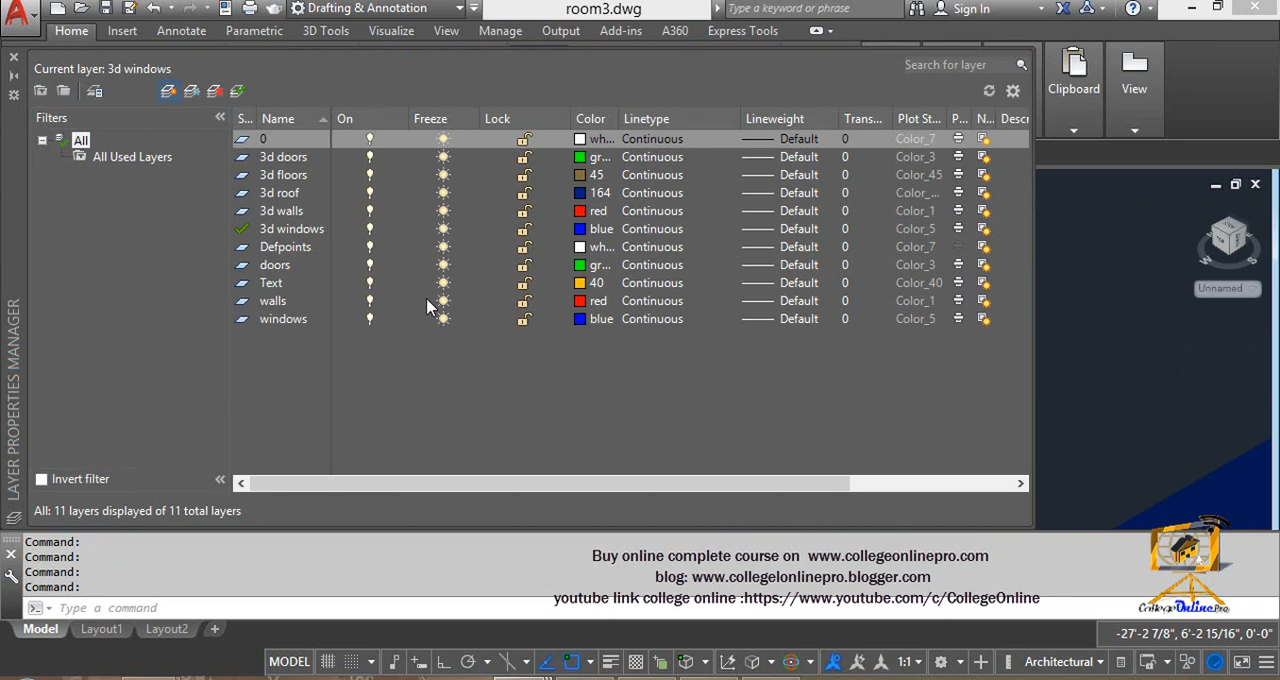 Drafting & Annotation
room3.dwg
Type a keyword or phrase
Sign In
Home Insert Annotate Parametric 3D Tools Visualize View Manage Output Add-ins A360 Express Tools
Current layer: 3d windows
Search for layer
Clipboard
View
Filters
All
All Used Layers
S... Name On Freeze Lock Color Linetype Lineweight Trans... Plot St... P... N... Descr
0 wh... Continuous Default 0 Color_7
3d doors gr... Continuous Default 0 Color_3
3d floors 45 Continuous Default 0 Color_45
3d roof 164 Continuous Default 0 Color_...
3d walls red Continuous Default 0 Color_1
3d windows blue Continuous Default 0 Color_5
Defpoints wh... Continuous Default 0 Color_7
doors gr... Continuous Default 0 Color_3
Text 40 Continuous Default 0 Color_40
walls red Continuous Default 0 Color_1
windows blue Continuous Default 0 Color_5
W S
Unnamed
LAYER PROPERTIES MANAGER
Invert filter
All: 11 layers displayed of 11 total layers
Command:
Command:
Command:
Command:
Type a command
Buy online complete course on www.collegeonlinepro.com
blog: www.collegelonlinepro.blogger.com
youtube link college online :https://www.youtube.com/c/CollegeOnline
College Online Pro
Model Layout1 Layout2 +
-27'-2 7/8", 6'-2 15/16", 0'-0"
MODEL 1:1 Architectural